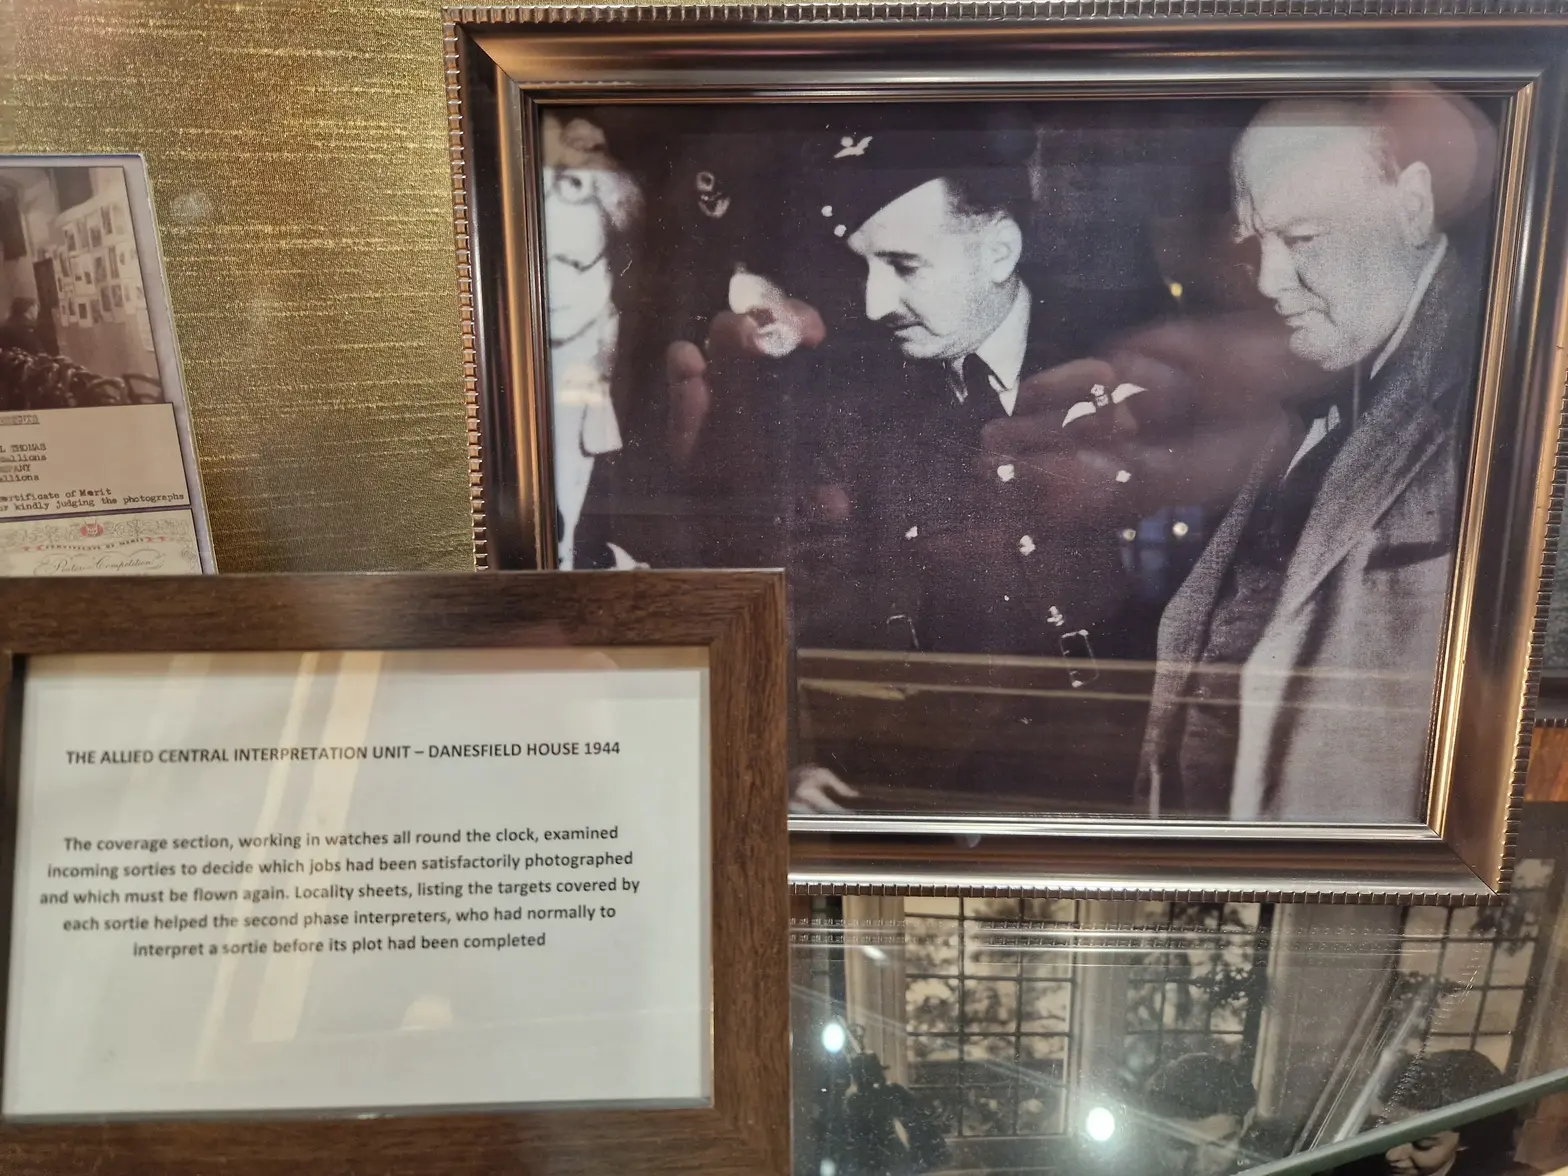 L THOMAS
allions
ANY
allions
ertificate of Merit
r kindly judging the photographs
THE ALLIED CENTRAL INTERPRETATION UNIT – DANESFIELD HOUSE 1944
The coverage section, working in watches all round the clock, examined
incoming sorties to decide which jobs had been satisfactorily photographed
and which must be flown again. Locality sheets, listing the targets covered by
each sortie helped the second phase interpreters, who had normally to
interpret a sortie before its plot had been completed